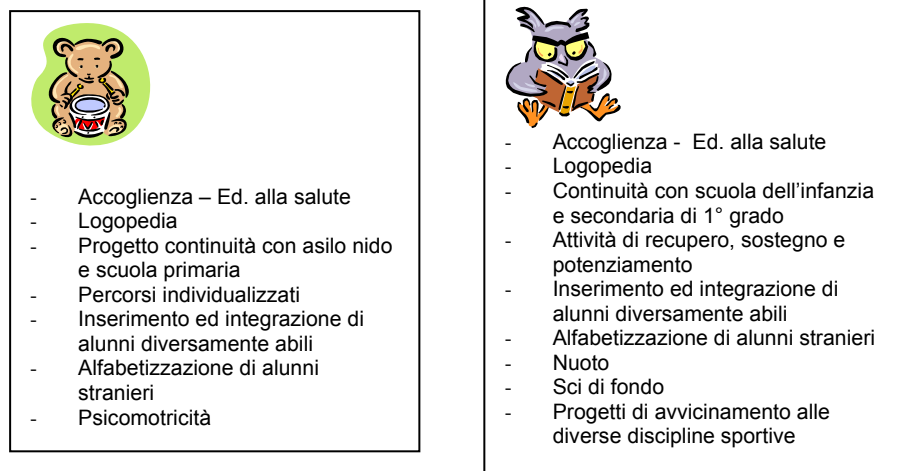 - Accoglienza – Ed. alla salute
- Logopedia
- Progetto continuità con asilo nido
e scuola primaria
- Percorsi individualizzati
- Inserimento ed integrazione di
alunni diversamente abili
- Alfabetizzazione di alunni
stranieri
- Psicomotricità
- Accoglienza - Ed. alla salute
- Logopedia
- Continuità con scuola dell’infanzia
e secondaria di 1° grado
- Attività di recupero, sostegno e
potenziamento
- Inserimento ed integrazione di
alunni diversamente abili
- Alfabetizzazione di alunni stranieri
- Nuoto
- Sci di fondo
- Progetti di avvicinamento alle
diverse discipline sportive